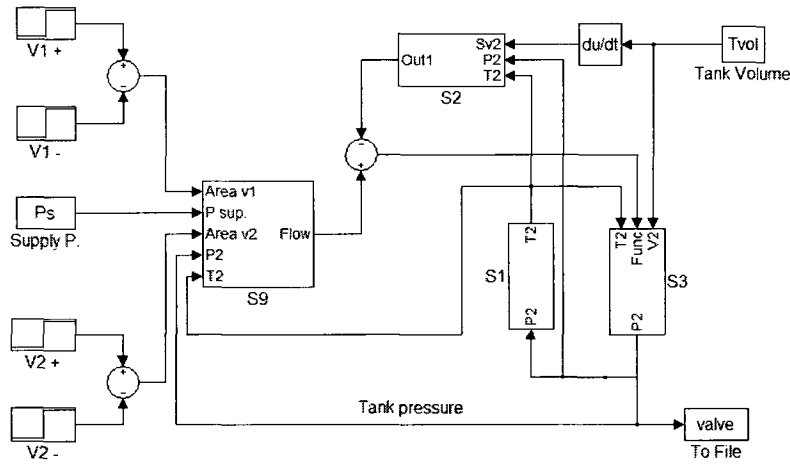 V1 +
V1 -
Ps
Supply P.
V2 +
V2 -
Area v1
P sup.
Area v2
P2
T2
Flow
S9
Out1
Sv2
P2
T2
S2
du/dt
Tvol
Tank Volume
T2
P2
S1
T2
Func
V2
P2
S3
Tank pressure
valve
To File